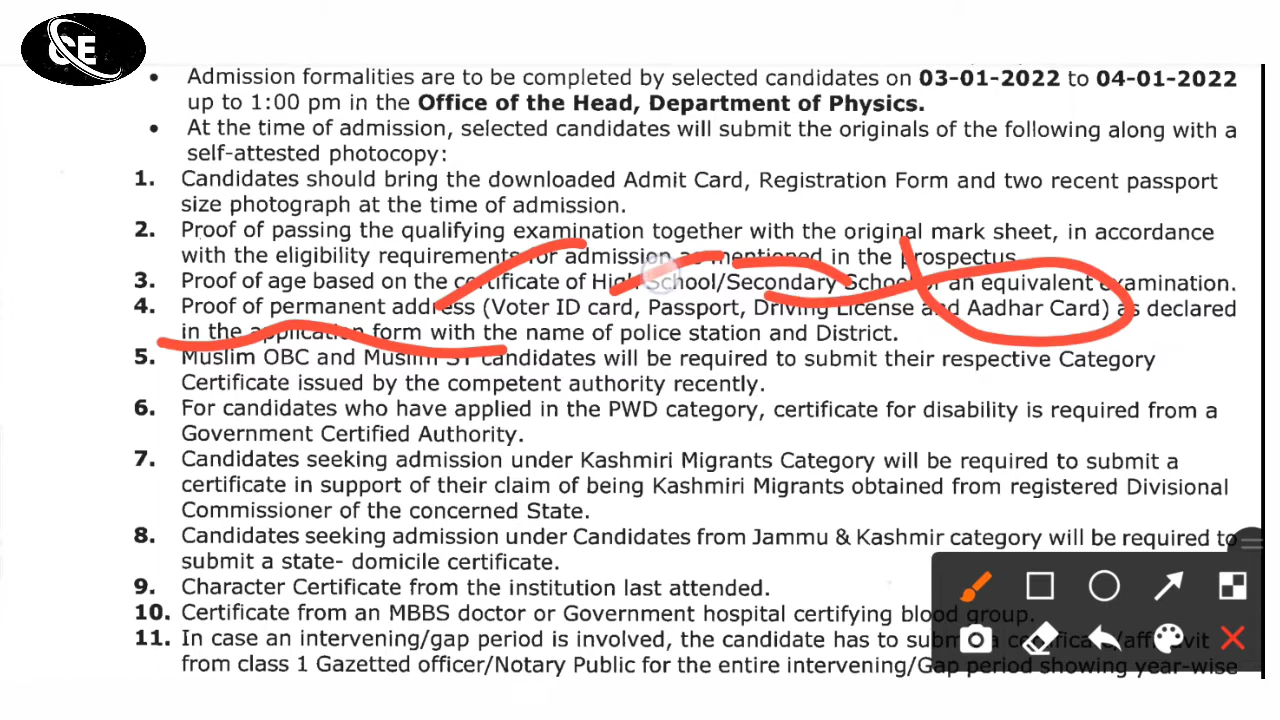 CE
• Admission formalities are to be completed by selected candidates on 03-01-2022 to 04-01-2022
up to 1:00 pm in the Office of the Head, Department of Physics.
• At the time of admission, selected candidates will submit the originals of the following along with a
self-attested photocopy:
1. Candidates should bring the downloaded Admit Card, Registration Form and two recent passport
size photograph at the time of admission.
2. Proof of passing the qualifying examination together with the original mark sheet, in accordance
with the eligibility requirements for admission as mentioned in the prospectus.
3. Proof of age based on the certificate of High School/Secondary School or an equivalent examination.
4. Proof of permanent address (Voter ID card, Passport, Driving License and Aadhar Card) as declared
in the application form with the name of police station and District.
5. Muslim OBC and Muslim ST candidates will be required to submit their respective Category
Certificate issued by the competent authority recently.
6. For candidates who have applied in the PWD category, certificate for disability is required from a
Government Certified Authority.
7. Candidates seeking admission under Kashmiri Migrants Category will be required to submit a
certificate in support of their claim of being Kashmiri Migrants obtained from registered Divisional
Commissioner of the concerned State.
8. Candidates seeking admission under Candidates from Jammu & Kashmir category will be required to
submit a state- domicile certificate.
9. Character Certificate from the institution last attended.
10. Certificate from an MBBS doctor or Government hospital certifying blood group.
11. In case an intervening/gap period is involved, the candidate has to submit a certificate/affidavit
from class 1 Gazetted officer/Notary Public for the entire intervening/Gap period showing year-wise